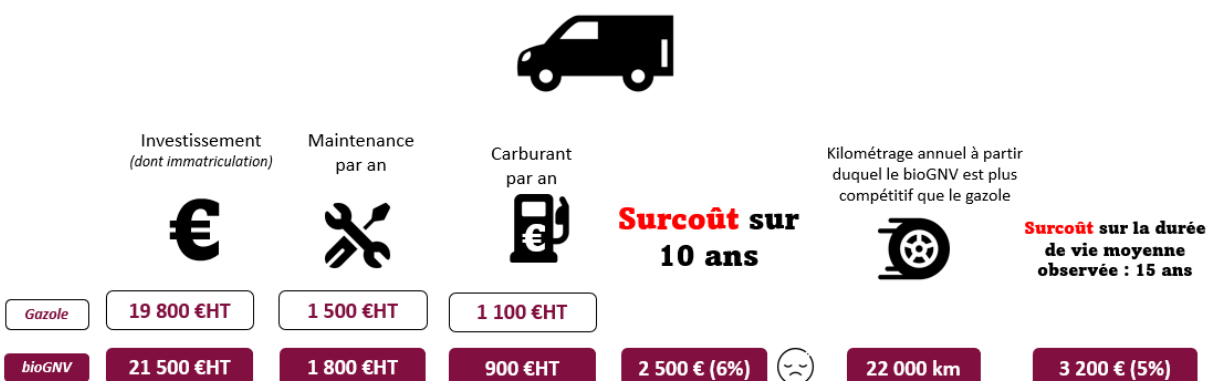 Investissement
(dont immatriculation)
Maintenance
par an
Carburant
par an
€
€
Surcoût sur
10 ans
Kilométrage annuel à partir
duquel le bioGNV est plus
compétitif que le gazole
Surcoût sur la durée
de vie moyenne
observée : 15 ans
Gazole
19 800 €HT
1 500 €HT
1 100 €HT
bioGNV
21 500 €HT
1 800 €HT
900 €HT
2 500 € (6%)
22 000 km
3 200 € (5%)